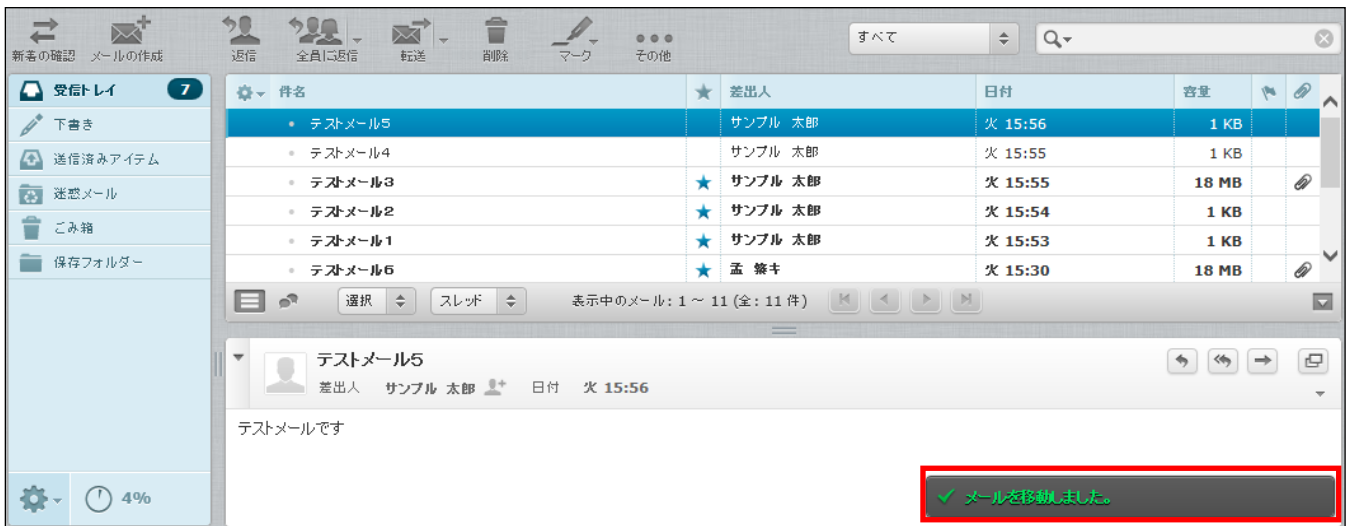 新着の確認 メールの作成 返信 全員に返信 転送 削除 マーク その他 すべて
受信トレイ 7
下書き
送信済みアイテム
迷惑メール
ごみ箱
保存フォルダー
4%
件名 差出人 日付 容量
テストメール5 サンプル 太郎 火 15:56 1 KB
テストメール4 サンプル 太郎 火 15:55 1 KB
テストメール3 サンプル 太郎 火 15:55 18 MB
テストメール2 サンプル 太郎 火 15:54 1 KB
テストメール1 サンプル 太郎 火 15:53 1 KB
テストメール6 火 15:30 18 MB
選択 スレッド 表示中のメール: 1 ~ 11 (全: 11 件)
テストメール5
差出人 サンプル 太郎 日付 火 15:56
テストメールです
メールを移動しました。